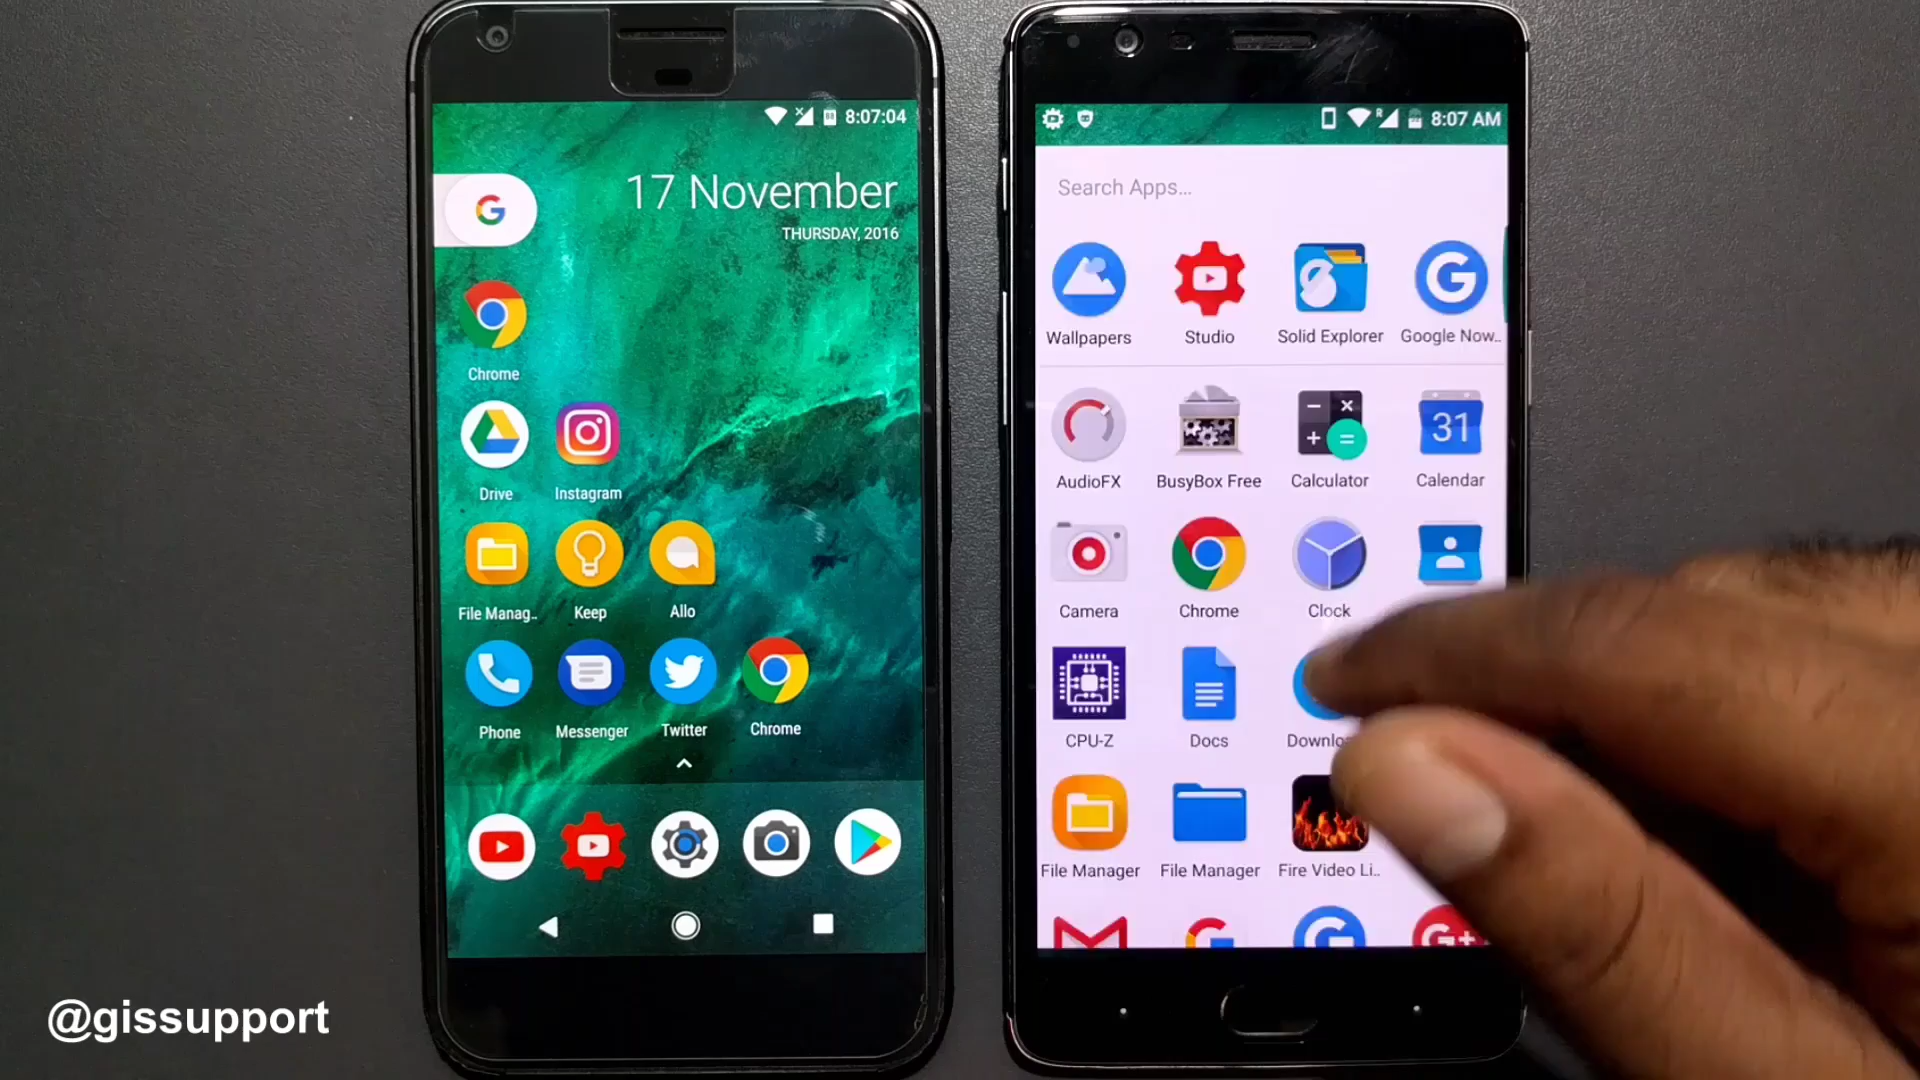 8:07:04
17 November
THURSDAY, 2016
Chrome
Drive Instagram
File Manag.. Keep Allo
Phone Messenger Twitter Chrome
R 8:07 AM
Search Apps...
Wallpapers Studio Solid Explorer Google Now..
AudioFX BusyBox Free Calculator Calendar
31
Camera Chrome Clock
CPU-Z Docs Downlo
File Manager File Manager Fire Video Li..
@gissupport